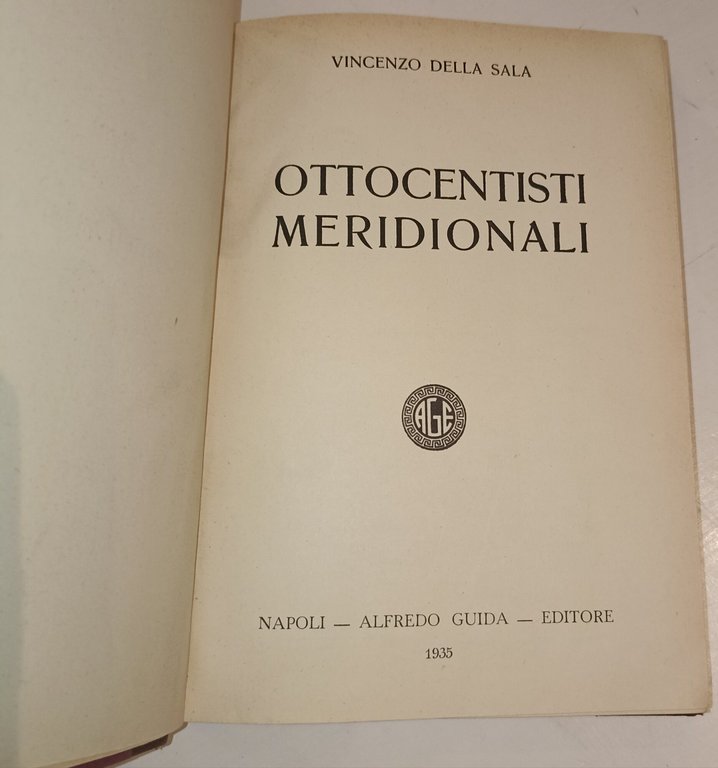 VINCENZO DELLA SALA
OTTOCENTISTI
MERIDIONALI
AGE
NAPOLI — ALFREDO GUIDA — EDITORE
1935